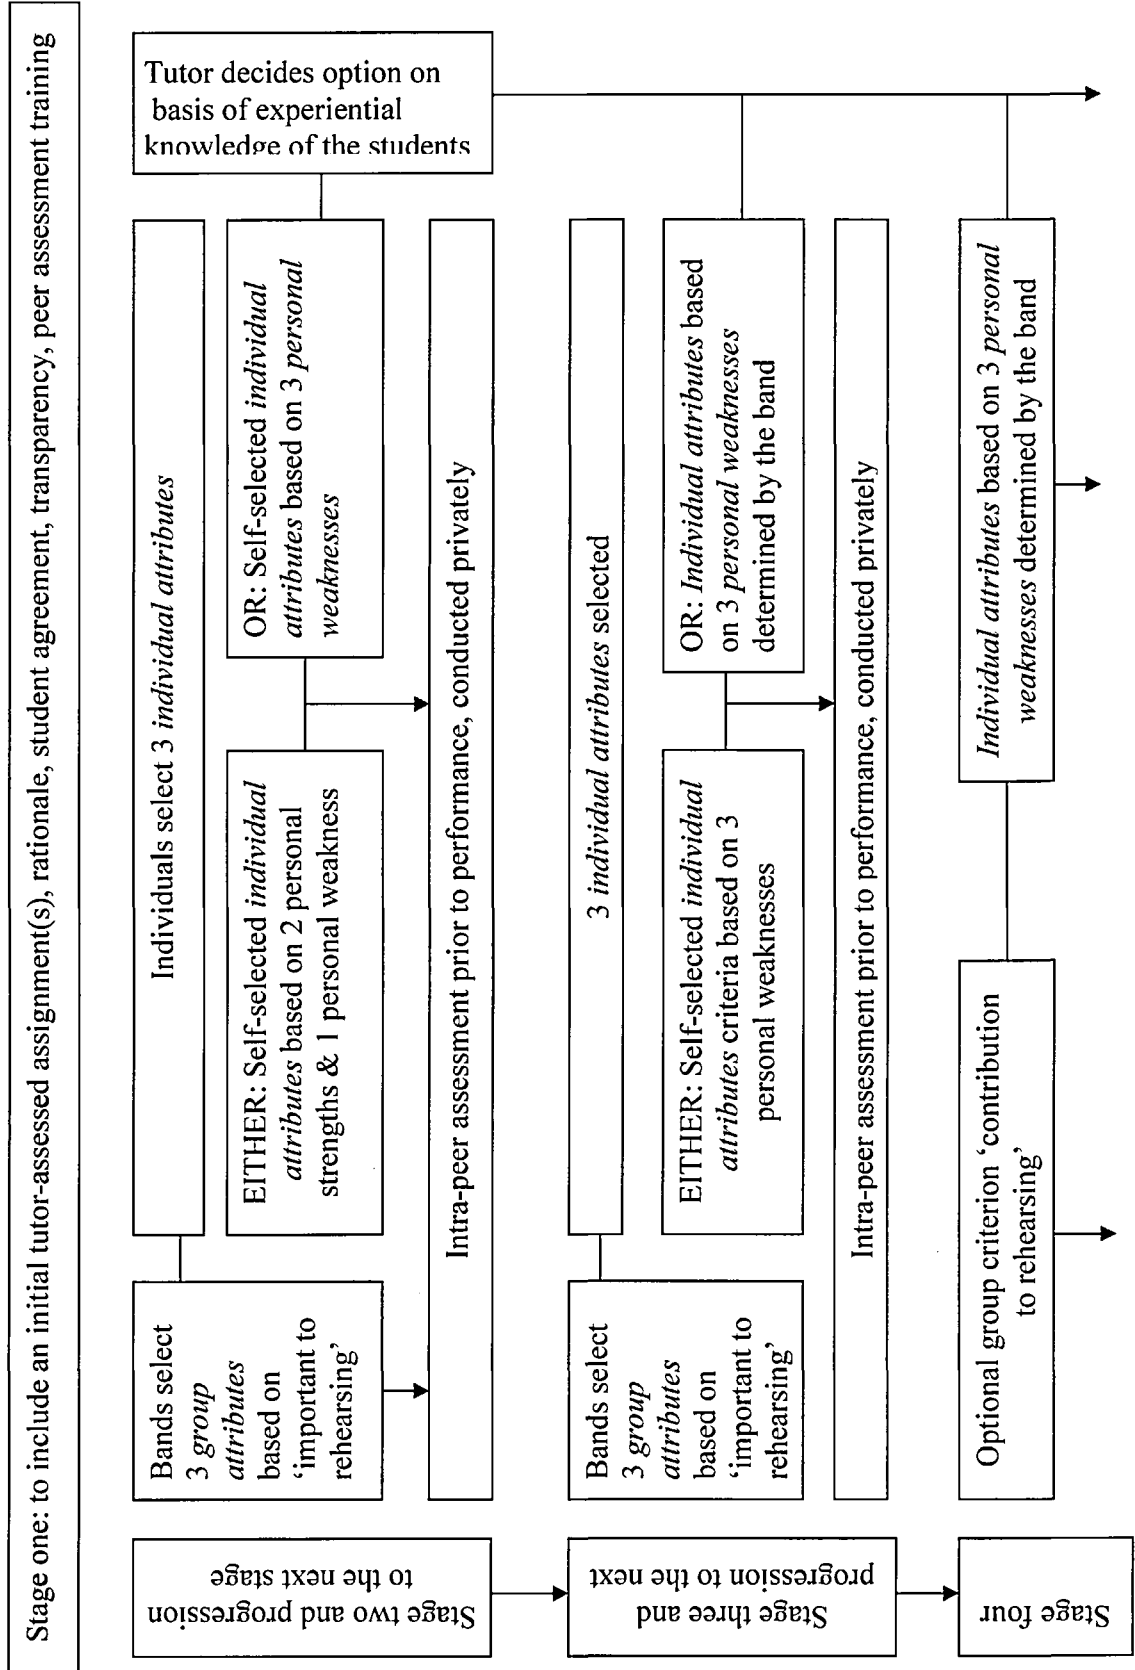 Stage one: to include an initial tutor-assessed assignment(s), rationale, student agreement, transparency, peer assessment training
Stage two and progression
to the next stage
Bands select
3 group
attributes
based on
‘important to
rehearsing’
Individuals select 3 individual attributes
EITHER: Self-selected individual
attributes based on 2 personal
strengths & 1 personal weakness
OR: Self-selected individual
attributes based on 3 personal
weaknesses
Tutor decides option on
basis of experiential
knowledge of the students
Intra-peer assessment prior to performance, conducted privately
Stage three and
progression to the next
Bands select
3 group
attributes
based on
‘important to
rehearsing’
3 individual attributes selected
EITHER: Self-selected individual
attributes criteria based on 3
personal weaknesses
OR: Individual attributes based
on 3 personal weaknesses
determined by the band
Intra-peer assessment prior to performance, conducted privately
Stage four
Optional group criterion ‘contribution
to rehearsing’
Individual attributes based on 3 personal
weaknesses determined by the band